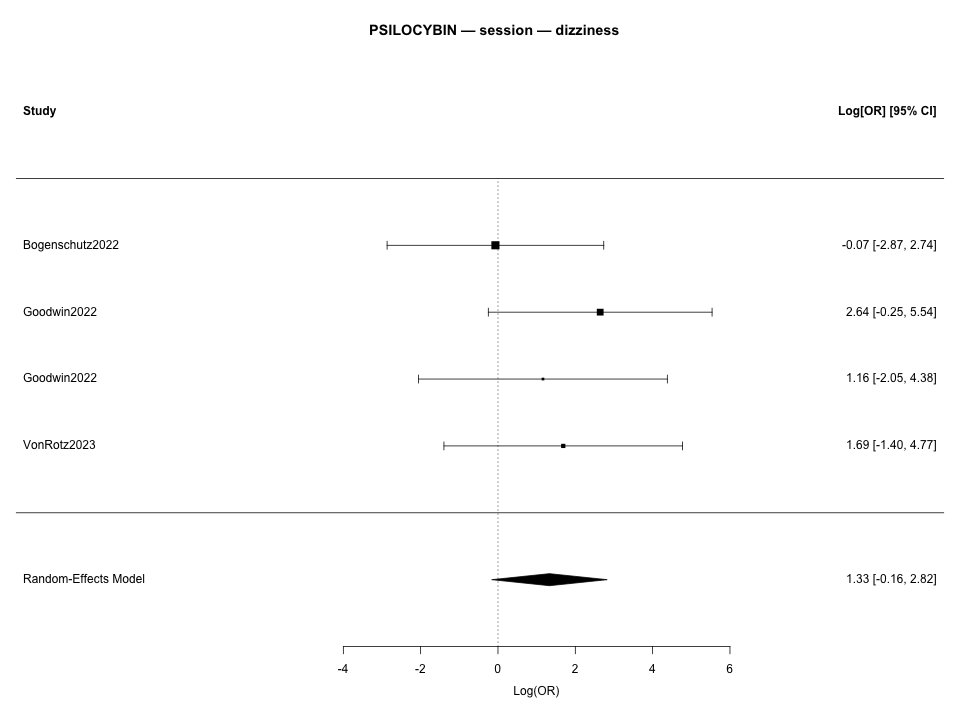 PSILOCYBIN — session — dizziness
Study Log[OR] [95% CI]
Bogenschutz2022 -0.07 [-2.87, 2.74]
Goodwin2022 2.64 [-0.25, 5.54]
Goodwin2022 1.16 [-2.05, 4.38]
VonRotz2023 1.69 [-1.40, 4.77]
Random-Effects Model 1.33 [-0.16, 2.82]
-4 -2 0 2 4 6
Log(OR)